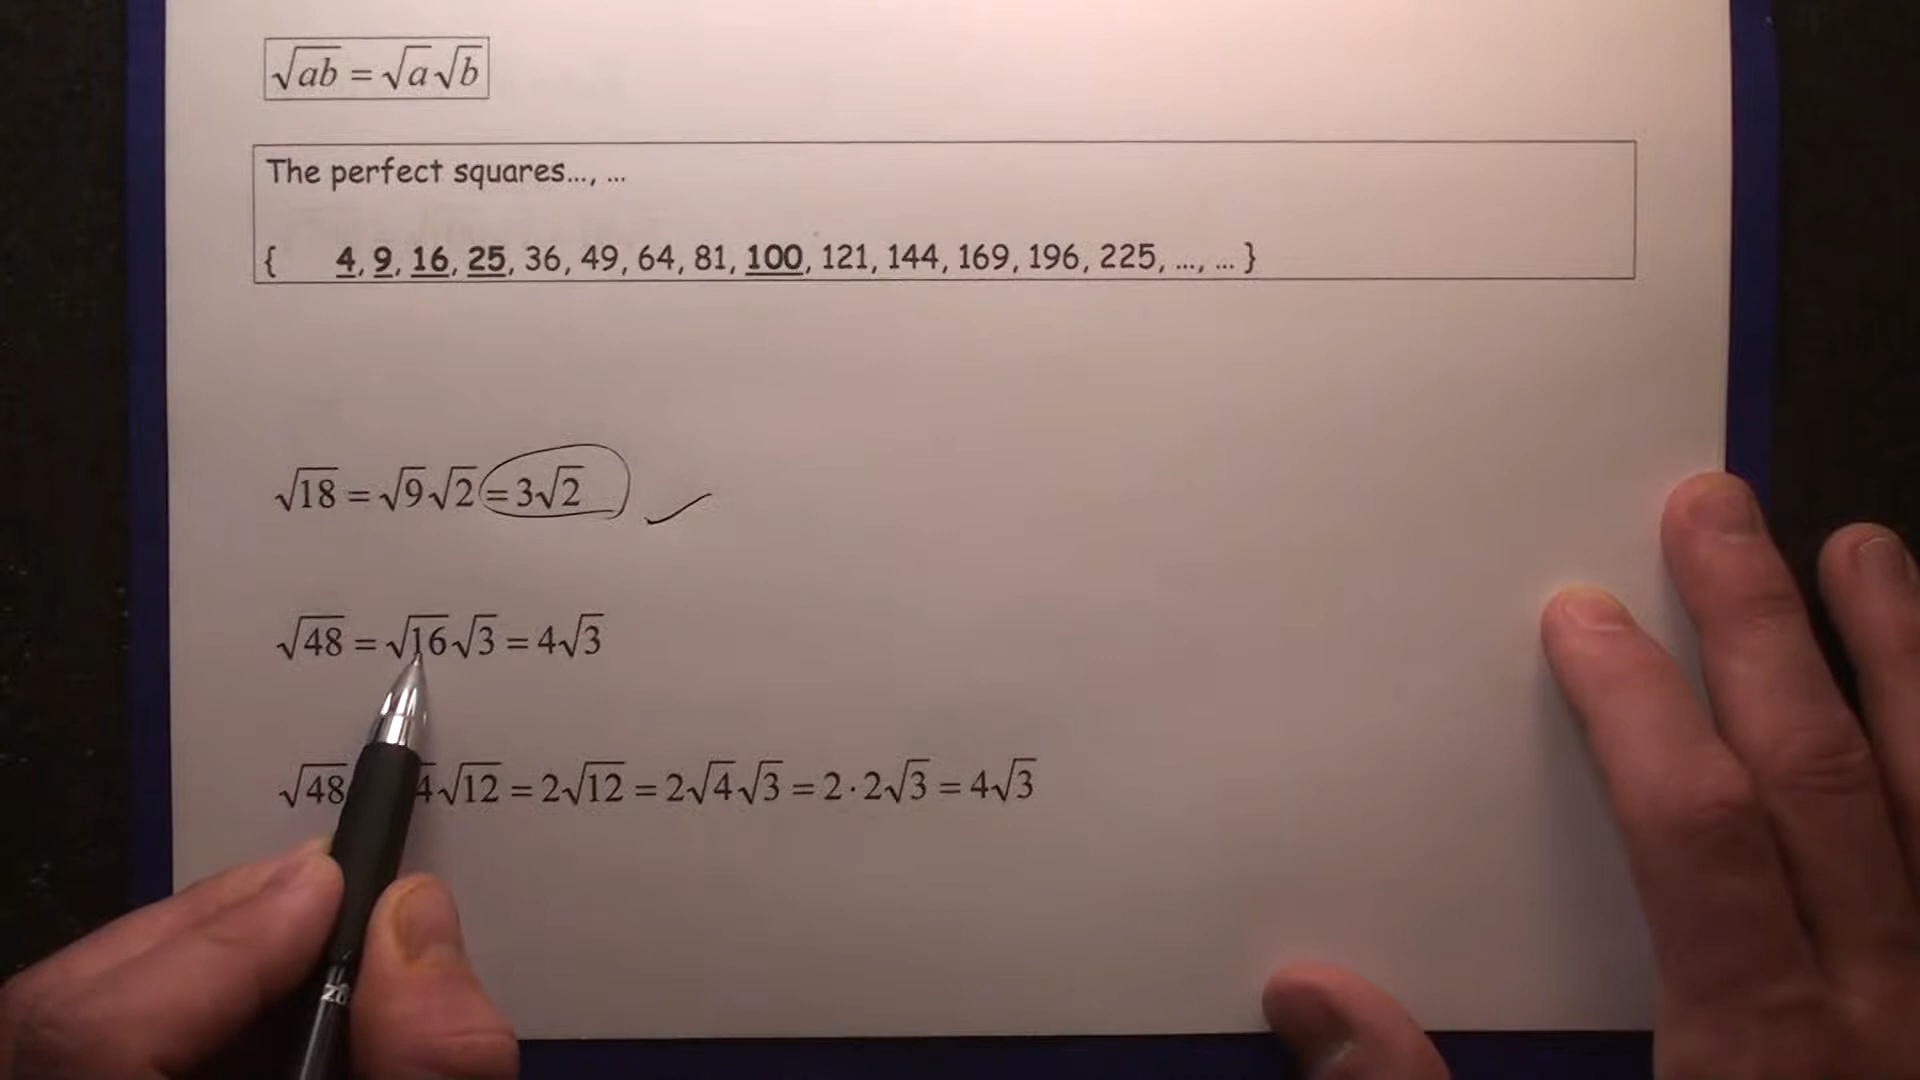 √ab = √a√b
The perfect squares..., ...
{ 4, 9, 16, 25, 36, 49, 64, 81, 100, 121, 144, 169, 196, 225, ..., ... }
√18 = √9√2 = 3√2
√48 = √16√3 = 4√3
√48 4√12 = 2√12 = 2√4√3 = 2·2√3 = 4√3